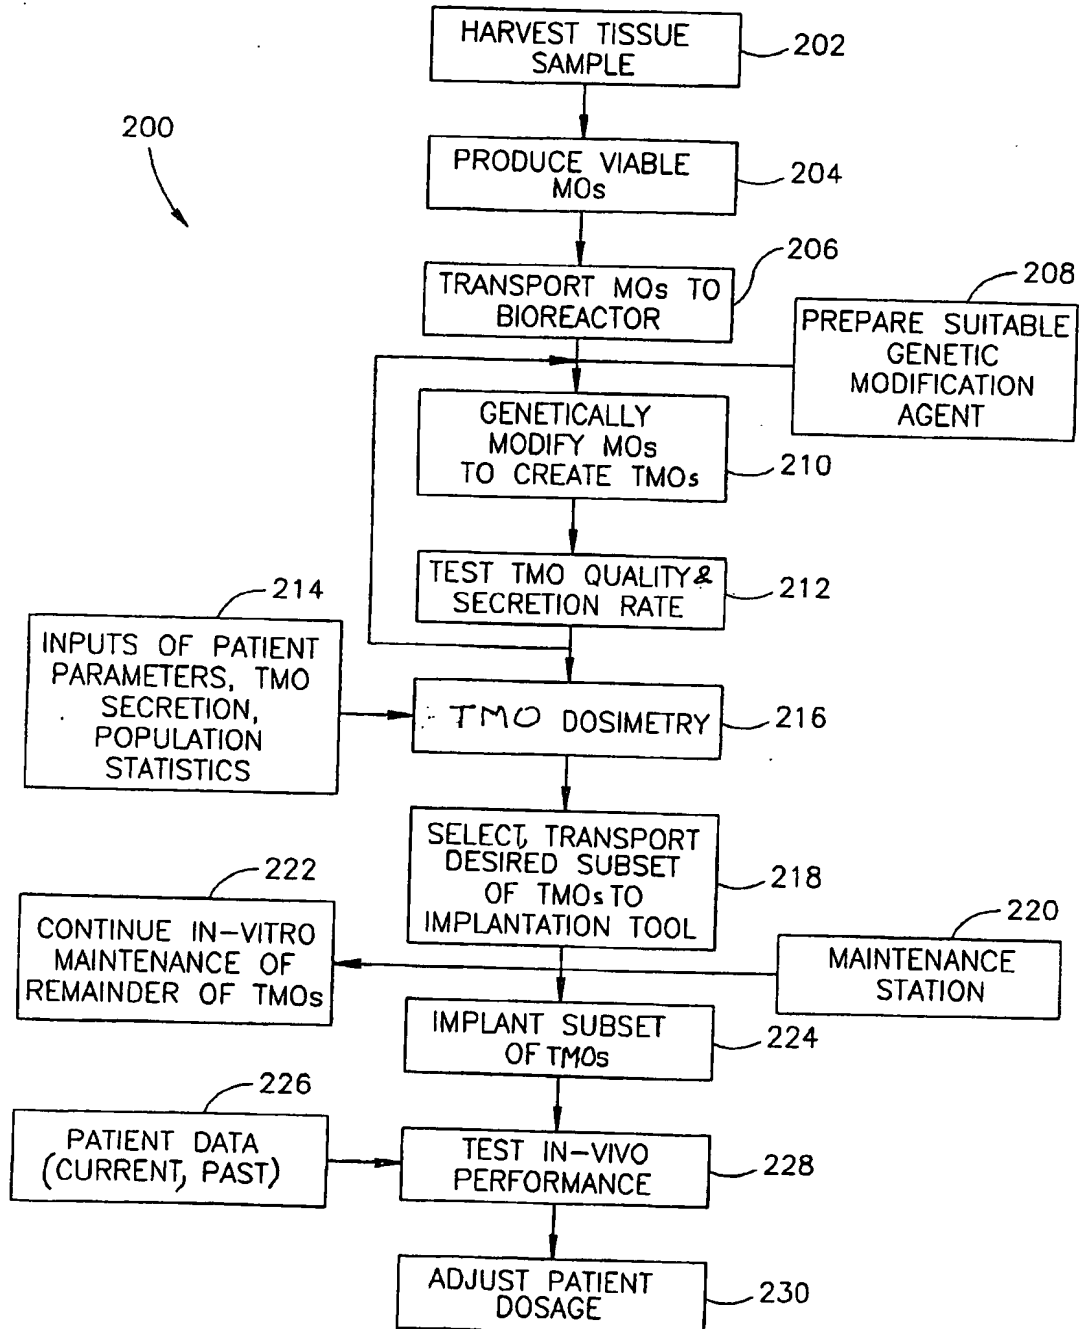 HARVEST TISSUE
SAMPLE
202
200
PRODUCE VIABLE
MOs
204
206
TRANSPORT MOs TO
BIOREACTOR
208
PREPARE SUITABLE
GENETIC
MODIFICATION
AGENT
GENETICALLY
MODIFY MOs
TO CREATE TMOs
210
TEST TMO QUALITY &
SECRETION RATE
212
214
INPUTS OF PATIENT
PARAMETERS, TMO
SECRETION,
POPULATION
STATISTICS
TMO DOSIMETRY
216
SELECT, TRANSPORT
DESIRED SUBSET
OF TMOs TO
IMPLANTATION TOOL
218
222
CONTINUE IN-VITRO
MAINTENANCE OF
REMAINDER OF TMOs
220
MAINTENANCE
STATION
IMPLANT SUBSET
OF TMOs
224
226
PATIENT DATA
(CURRENT, PAST)
TEST IN-VIVO
PERFORMANCE
228
ADJUST PATIENT
DOSAGE
230